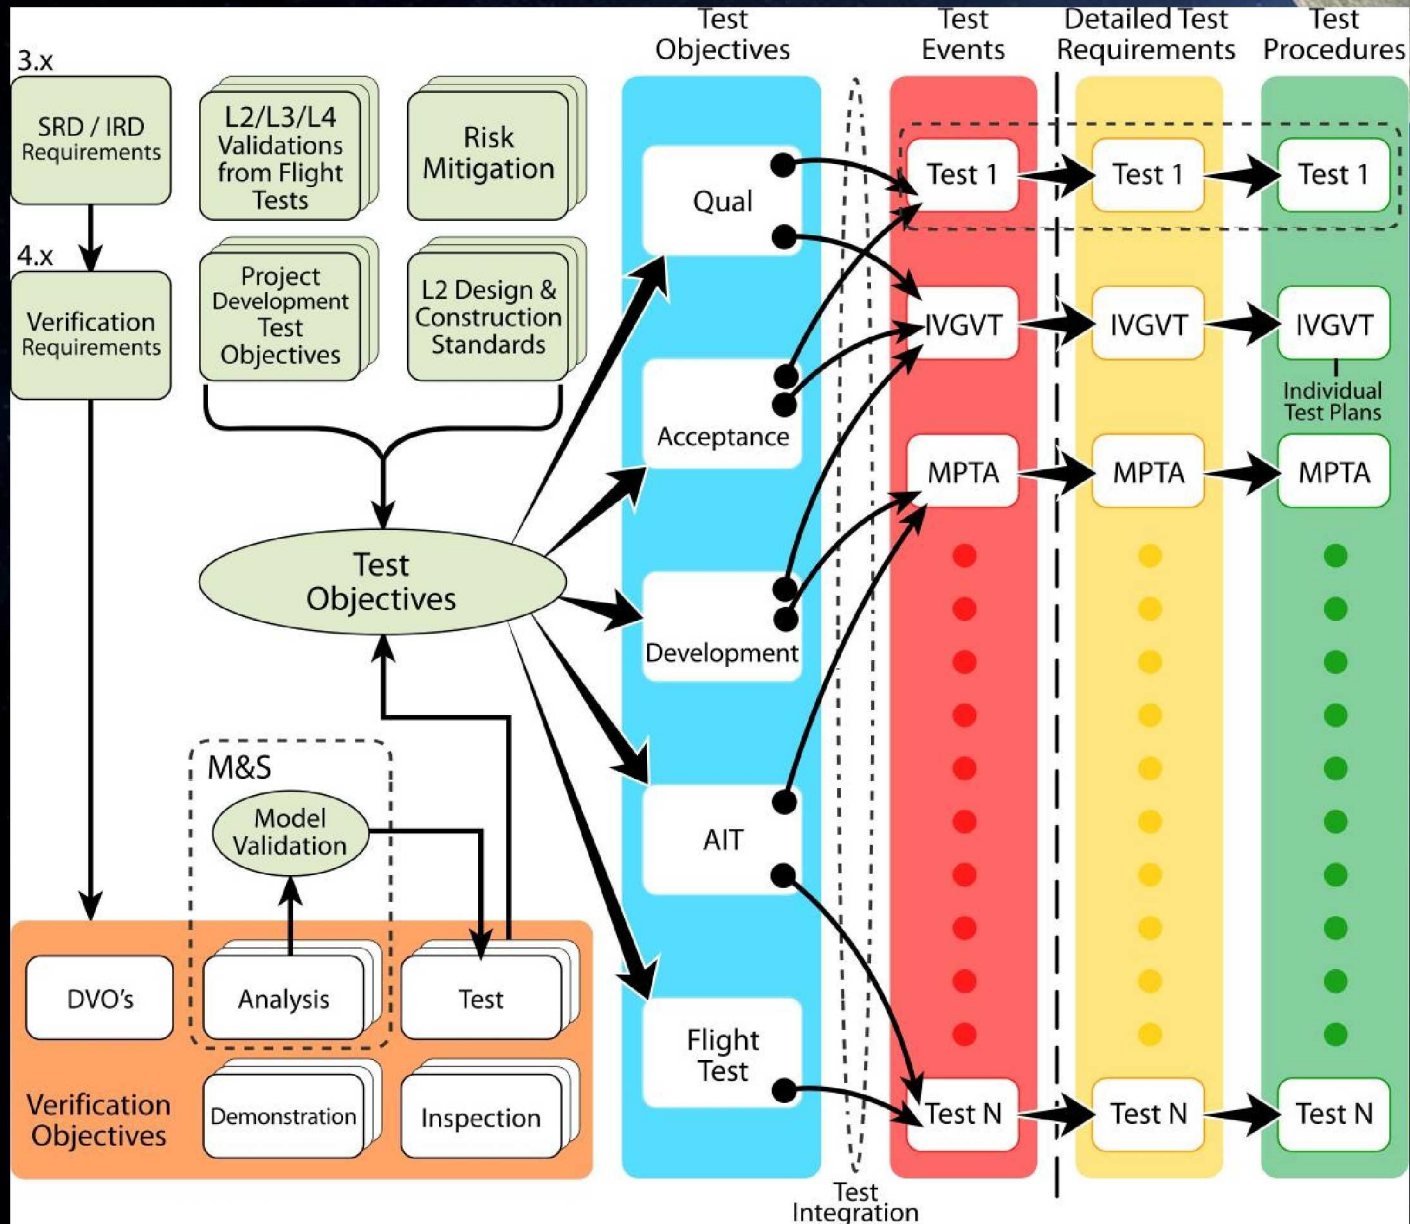 3.x
SRD / IRD
Requirements
4.x
Verification
Requirements
L2/L3/L4
Validations
from Flight
Tests
Risk
Mitigation
Project
Development
Test
Objectives
L2 Design &
Construction
Standards
Test
Objectives
M&S
Model
Validation
DVO's
Analysis
Test
Verification
Objectives
Demonstration
Inspection
Test
Objectives
Qual
Acceptance
Development
AIT
Flight
Test
Test
Integration
Test
Events
Test 1
IVGVT
MPTA
Test N
Detailed Test
Requirements
Test 1
IVGVT
MPTA
Test N
Test
Procedures
Test 1
IVGVT
Individual
Test Plans
MPTA
Test N